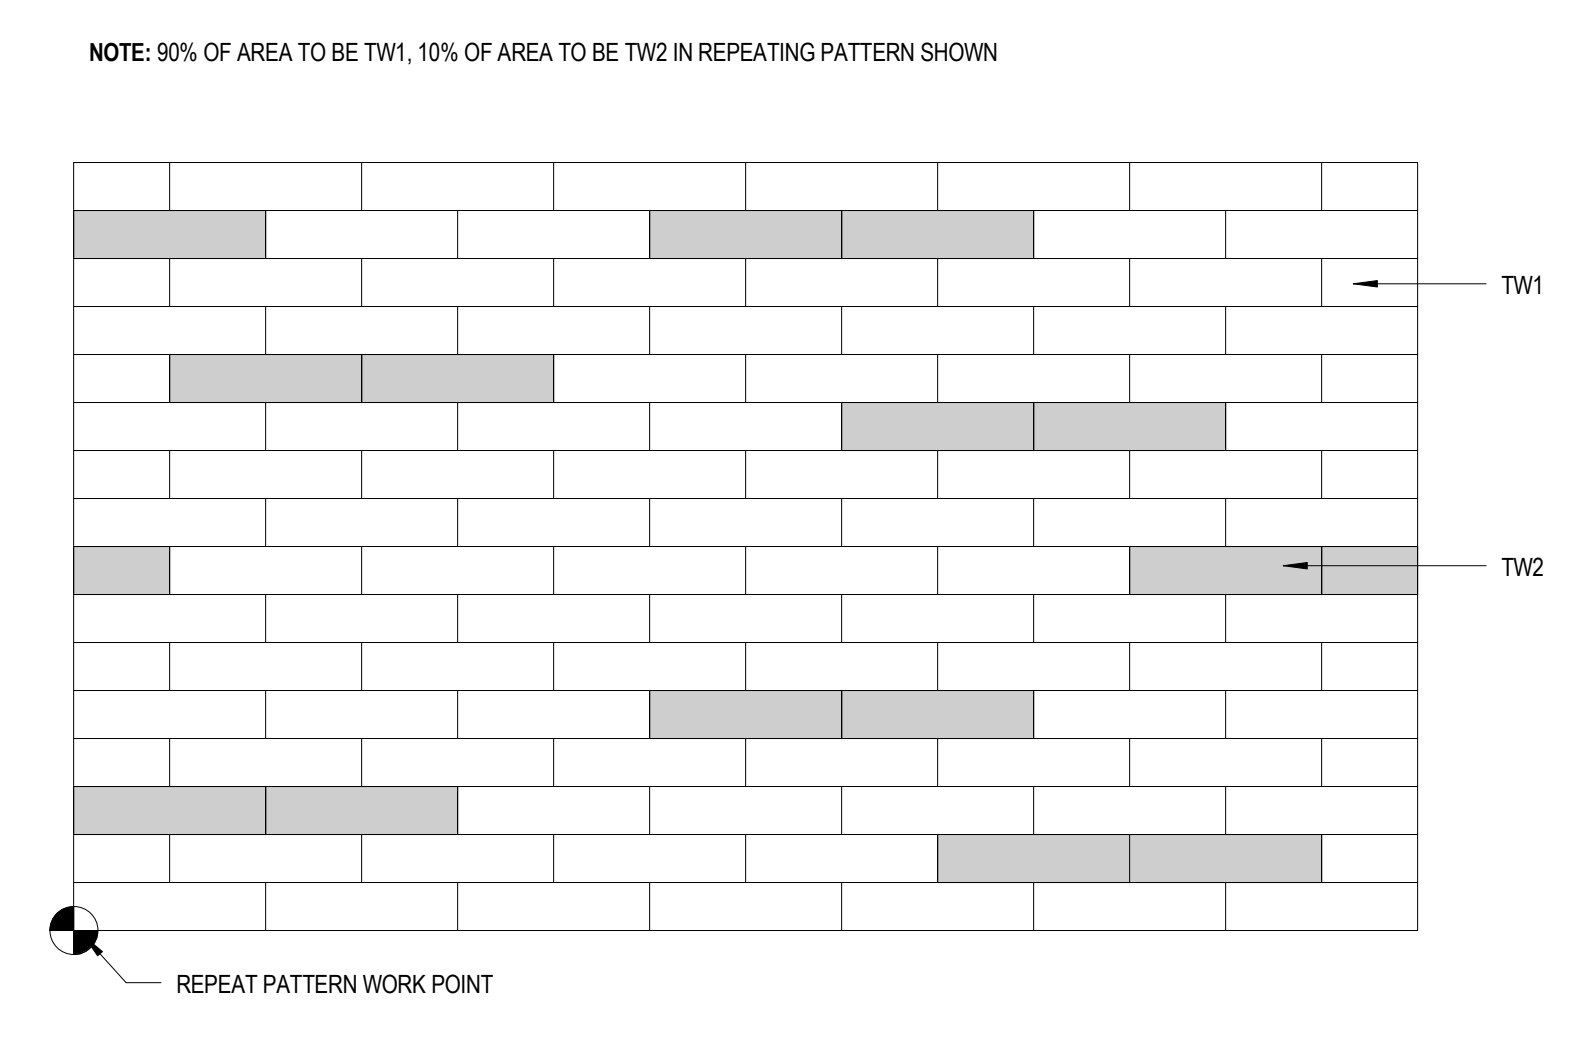 NOTE: 90% OF AREA TO BE TW1, 10% OF AREA TO BE TW2 IN REPEATING PATTERN SHOWN
TW1
TW2
REPEAT PATTERN WORK POINT